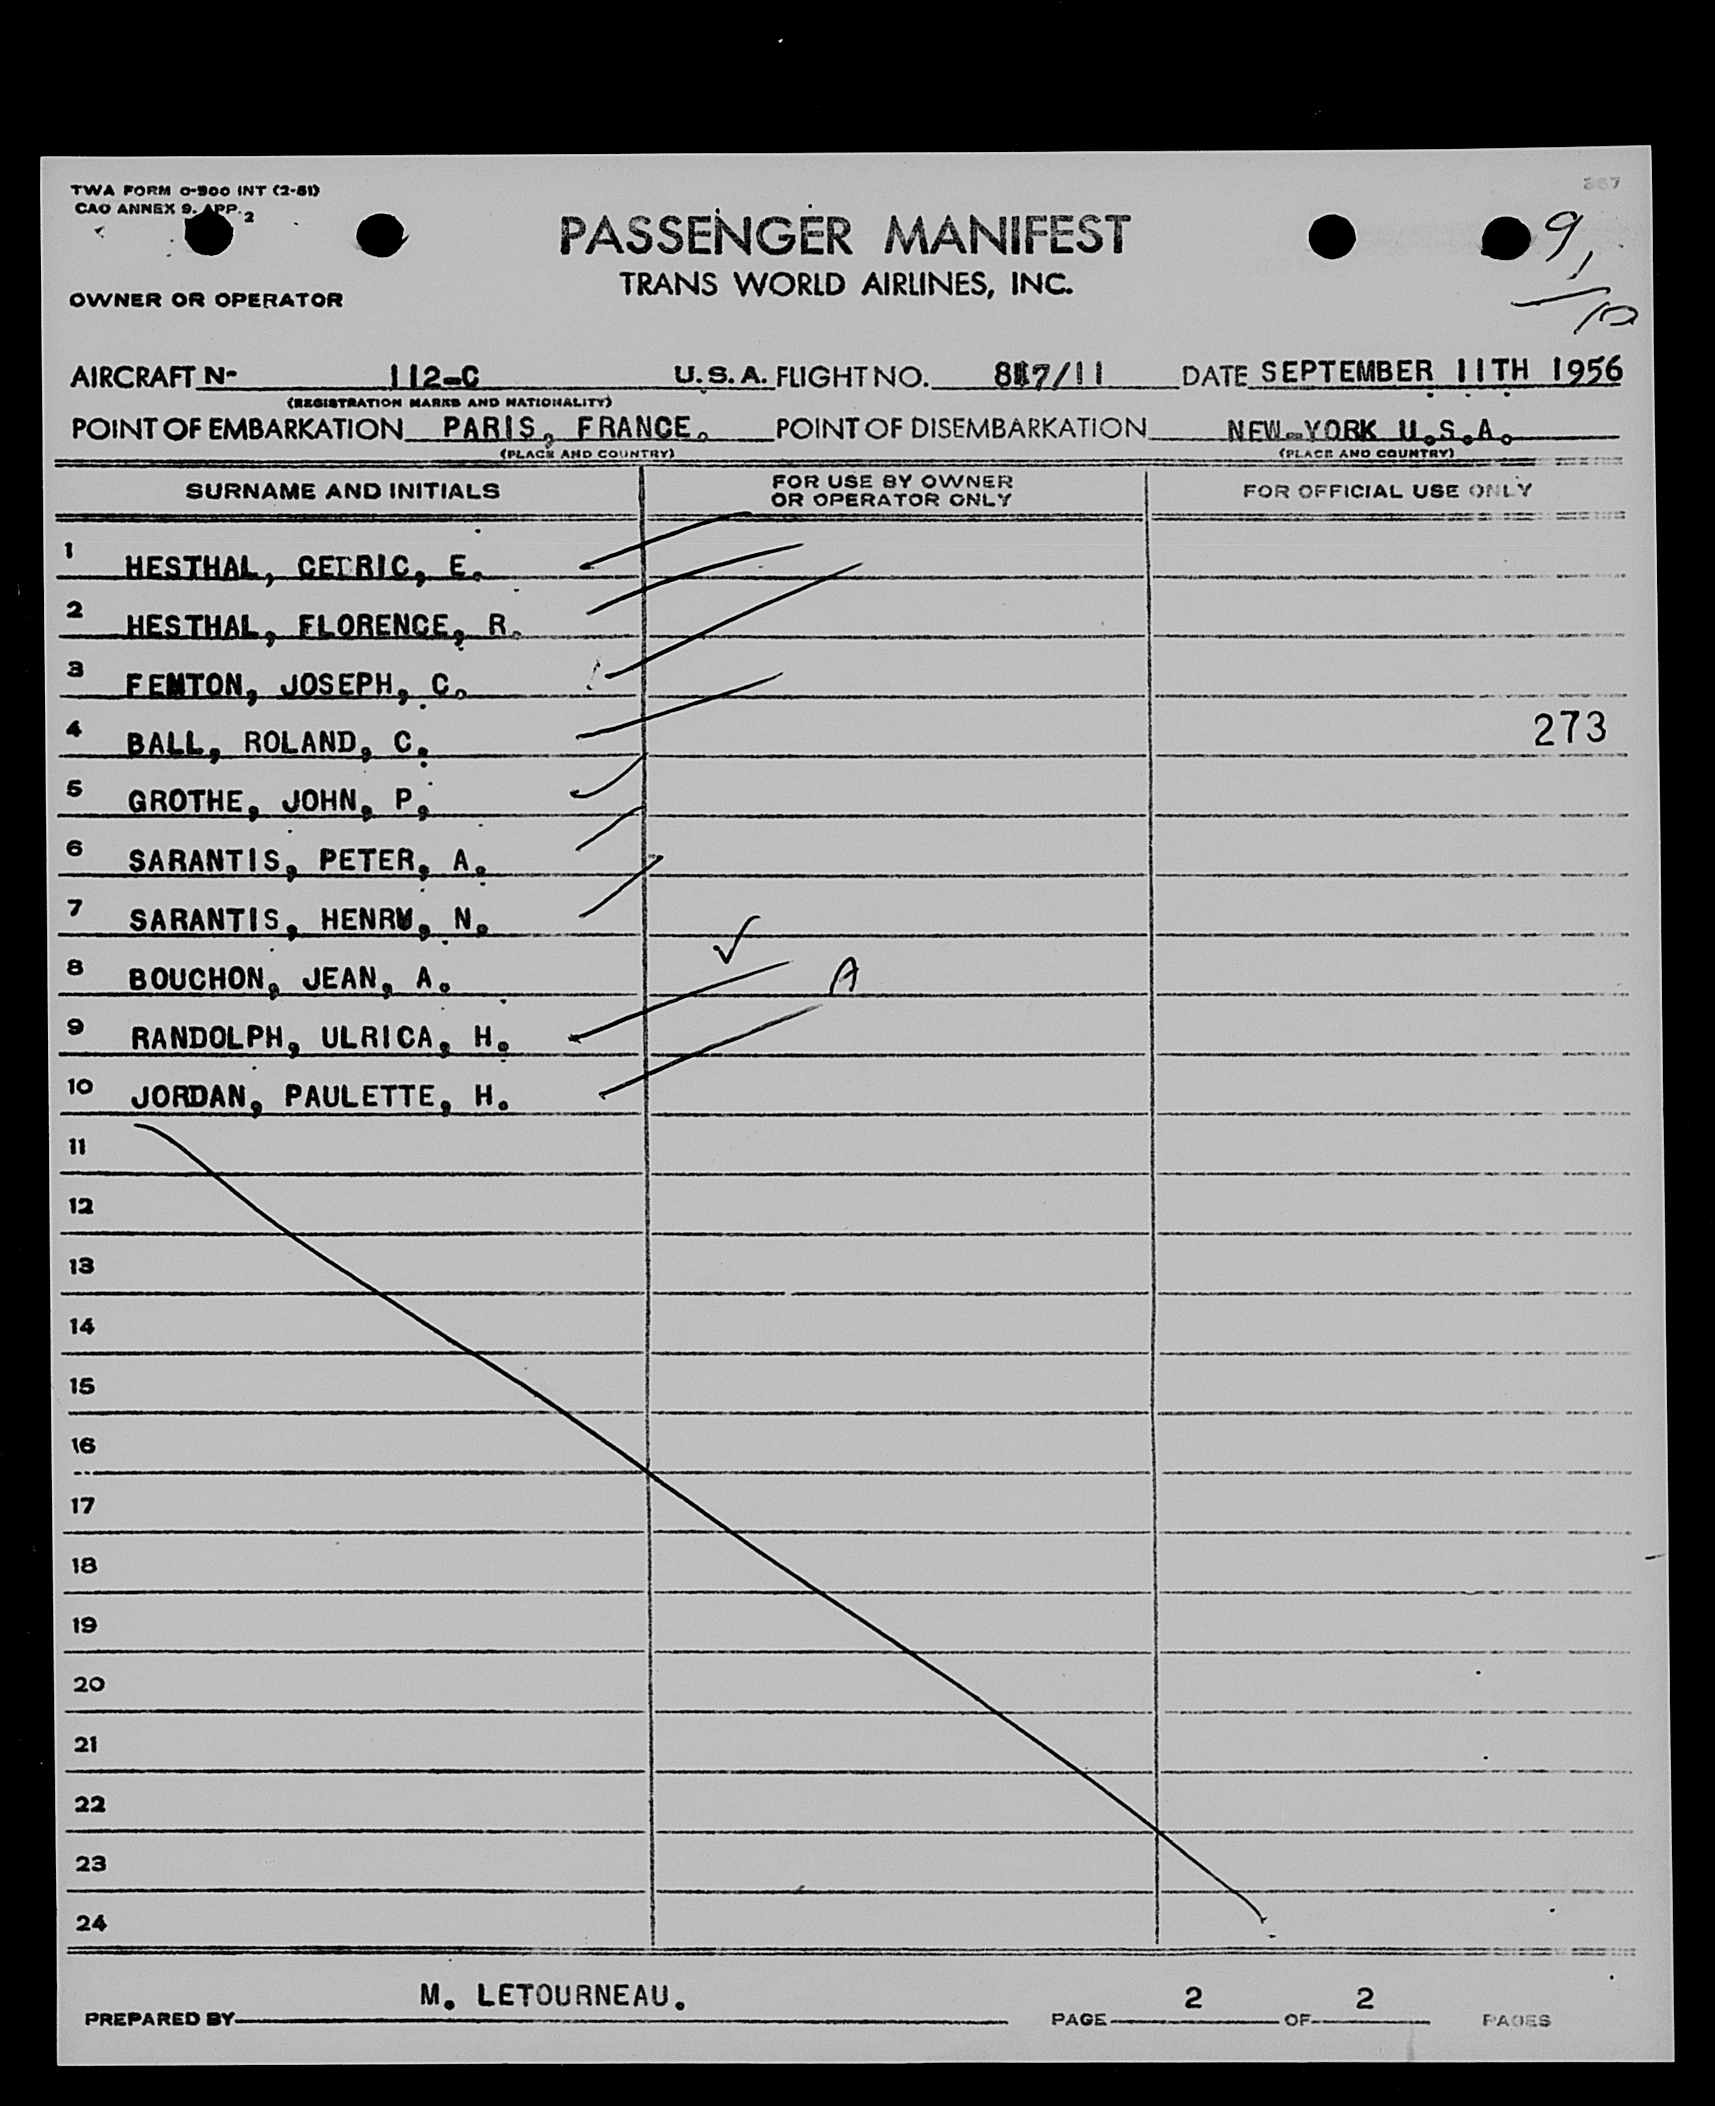 TWA FORM O-900 INT (2-51)
CAO ANNEX 9. APP. 2
367
PASSENGER MANIFEST
TRANS WORLD AIRLINES, INC.
9
/
10
OWNER OR OPERATOR
AIRCRAFT N- 112-C U.S.A. FLIGHT NO. 817/11 DATE SEPTEMBER 11TH 1956
(REGISTRATION MARKS AND NATIONALITY)
POINT OF EMBARKATION PARIS, FRANCE. POINT OF DISEMBARKATION NEW-YORK U.S.A.
(PLACE AND COUNTRY) (PLACE AND COUNTRY)
SURNAME AND INITIALS FOR USE BY OWNER OR OPERATOR ONLY FOR OFFICIAL USE ONLY
1 HESTHAL, CEDRIC, E.
2 HESTHAL, FLORENCE, R.
3 FENTON, JOSEPH, C.
4 BALL, ROLAND, C. 273
5 GROTHE, JOHN, P,
6 SARANTIS, PETER, A.
7 SARANTIS, HENRY, N.
8 BOUCHON, JEAN, A. A
9 RANDOLPH, ULRICA, H.
10 JORDAN, PAULETTE, H.
11
12
13
14
15
16
17
18
19
20
21
22
23
24
PREPARED BY M. LETOURNEAU. PAGE 2 OF 2 PAGES